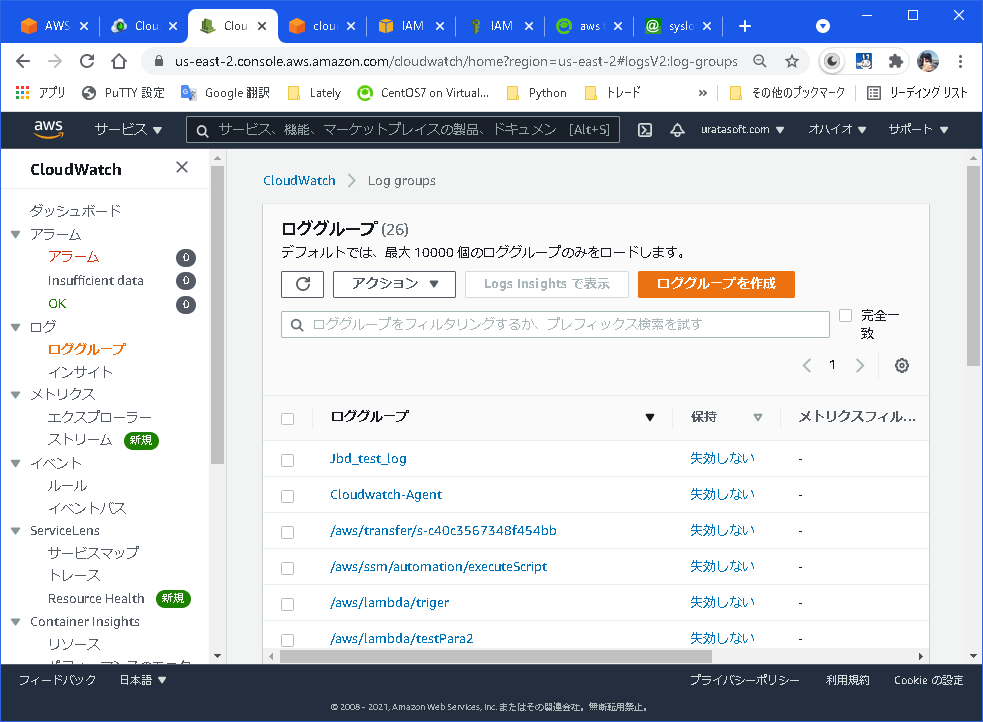 AWS
Clou
Clou
clou
IAM
IAM
aws t
syslo
us-east-2.console.aws.amazon.com/cloudwatch/home?region=us-east-2#logsV2:log-groups
アプリ PuTTY 設定 Google 翻訳 Lately CentOS7 on Virtual... Python トレード » その他のブックマーク リーディング リスト
aws サービス サービス、機能、マーケットプレイスの製品、ドキュメン [Alt+S] uratasoft.com オハイオ サポート
CloudWatch
ダッシュボード
アラーム
アラーム 0
Insufficient data 0
OK 0
ログ
ロググループ
インサイト
メトリクス
エクスプローラー
ストリーム 新規
イベント
ルール
イベントバス
ServiceLens
サービスマップ
トレース
Resource Health 新規
Container Insights
リソース
パフォーマンスのモニタ
CloudWatch > Log groups
ロググループ (26)
デフォルトでは、最大 10000 個のロググループのみをロードします。
アクション Logs Insights で表示 ロググループを作成
ロググループをフィルタリングするか、プレフィックス検索を試す
完全一
致
1
ロググループ 保持 メトリクスフィル...
Jbd_test_log 失効しない -
Cloudwatch-Agent 失効しない -
/aws/transfer/s-c40c3567348f454bb 失効しない -
/aws/ssm/automation/executeScript 失効しない -
/aws/lambda/triger 失効しない -
/aws/lambda/testPara2 失効しない -
フィードバック 日本語 プライバシーポリシー 利用規約 Cookie の設定
© 2008 - 2021, Amazon Web Services, Inc. またはその関連会社。無断転用禁止。